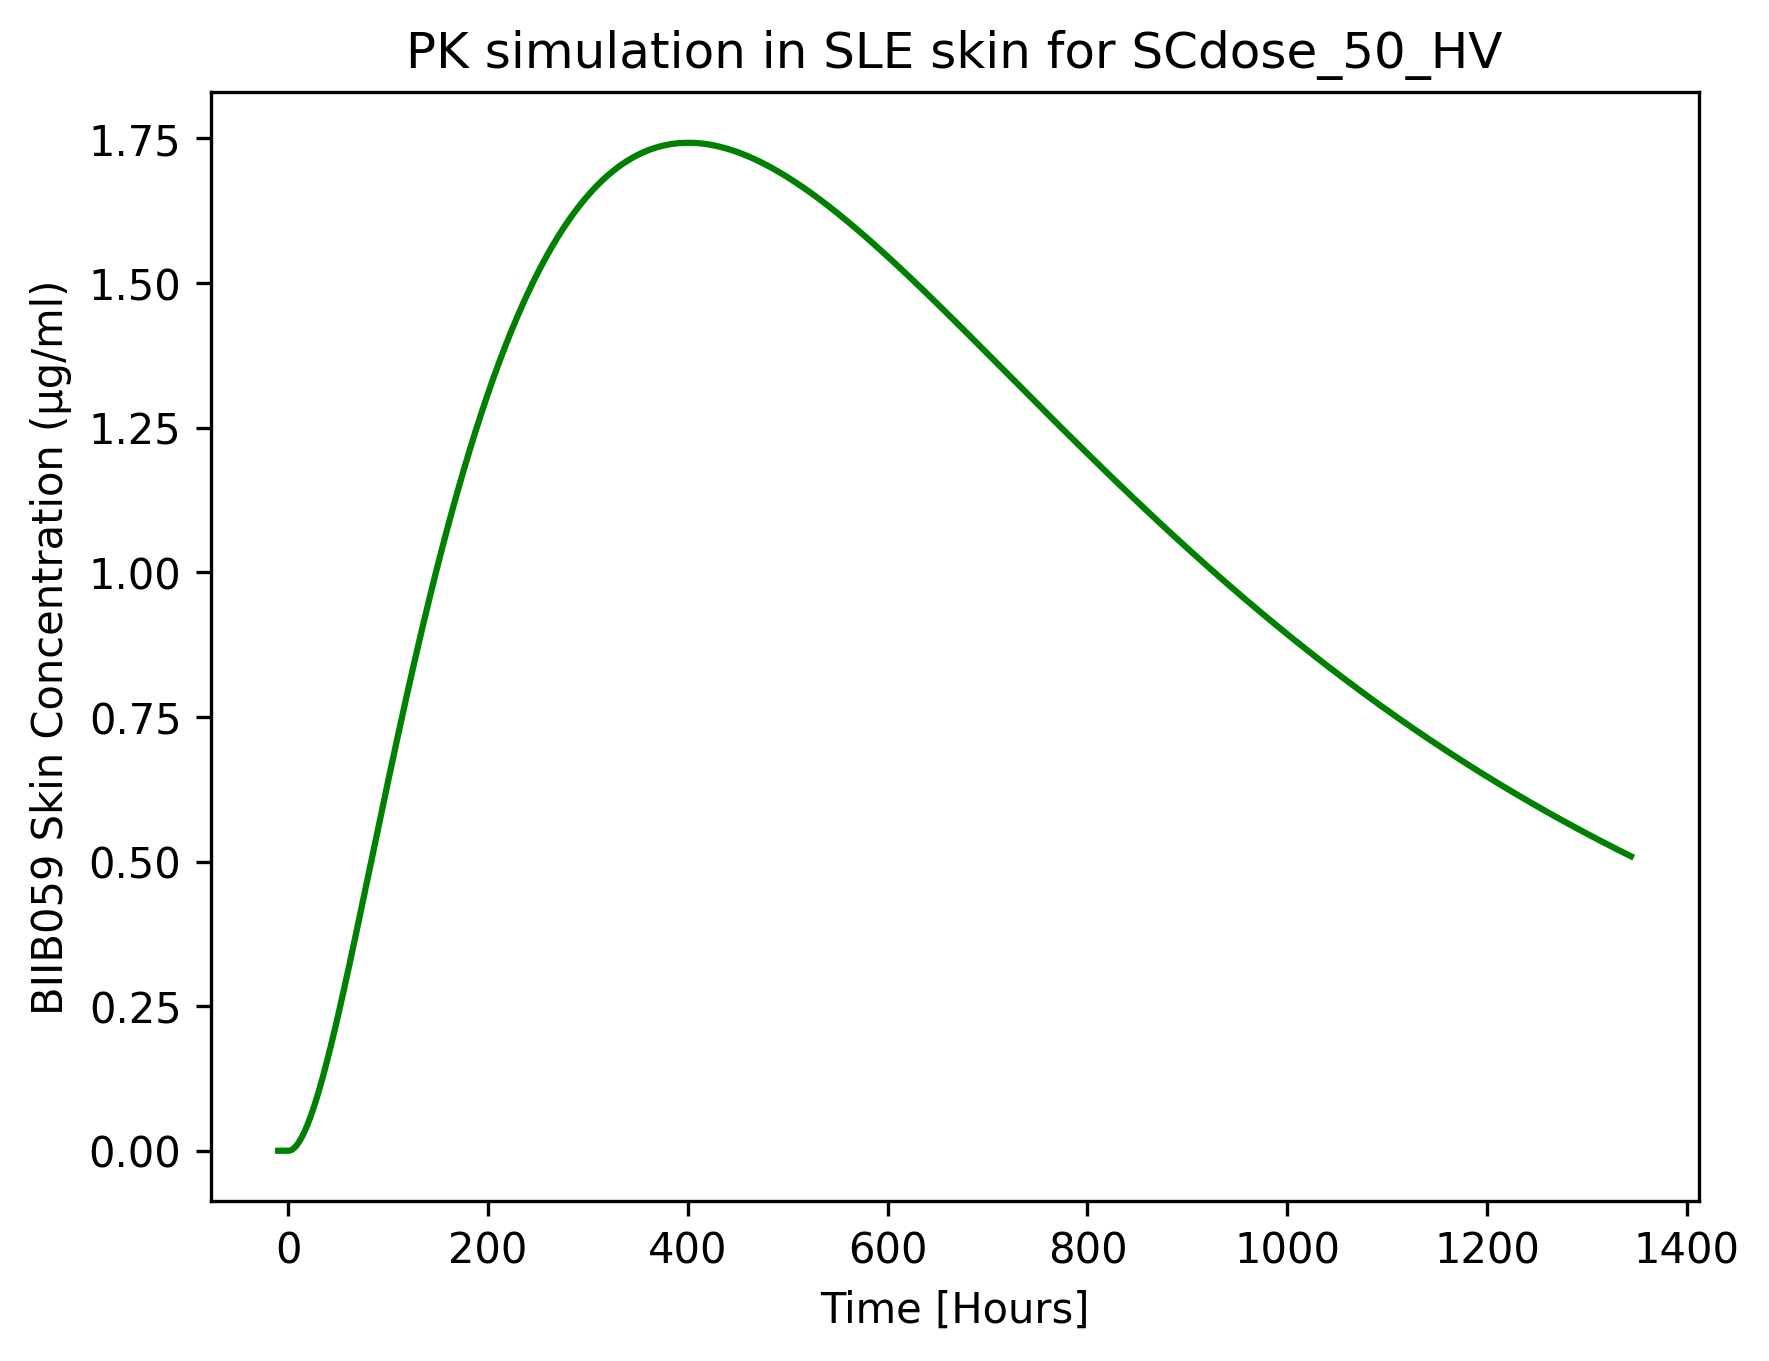 PK simulation in SLE skin for SCdose_50_HV
BIIB059 Skin Concentration (µg/ml)
1.75
1.50
1.25
1.00
0.75
0.50
0.25
0.00
0 200 400 600 800 1000 1200 1400
Time [Hours]